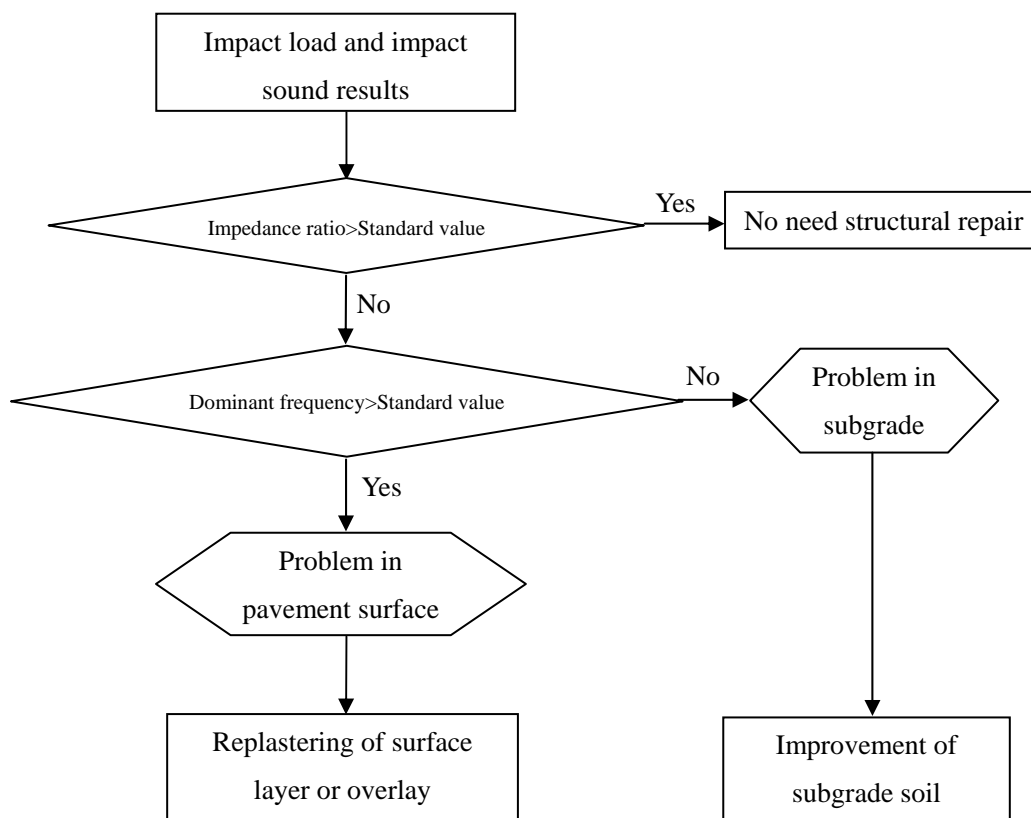 Impact load and impact
sound results
Impedance ratio>Standard value
Yes
No need structural repair
No
Dominant frequency>Standard value
No
Problem in
subgrade
Yes
Problem in
pavement surface
Replastering of surface
layer or overlay
Improvement of
subgrade soil